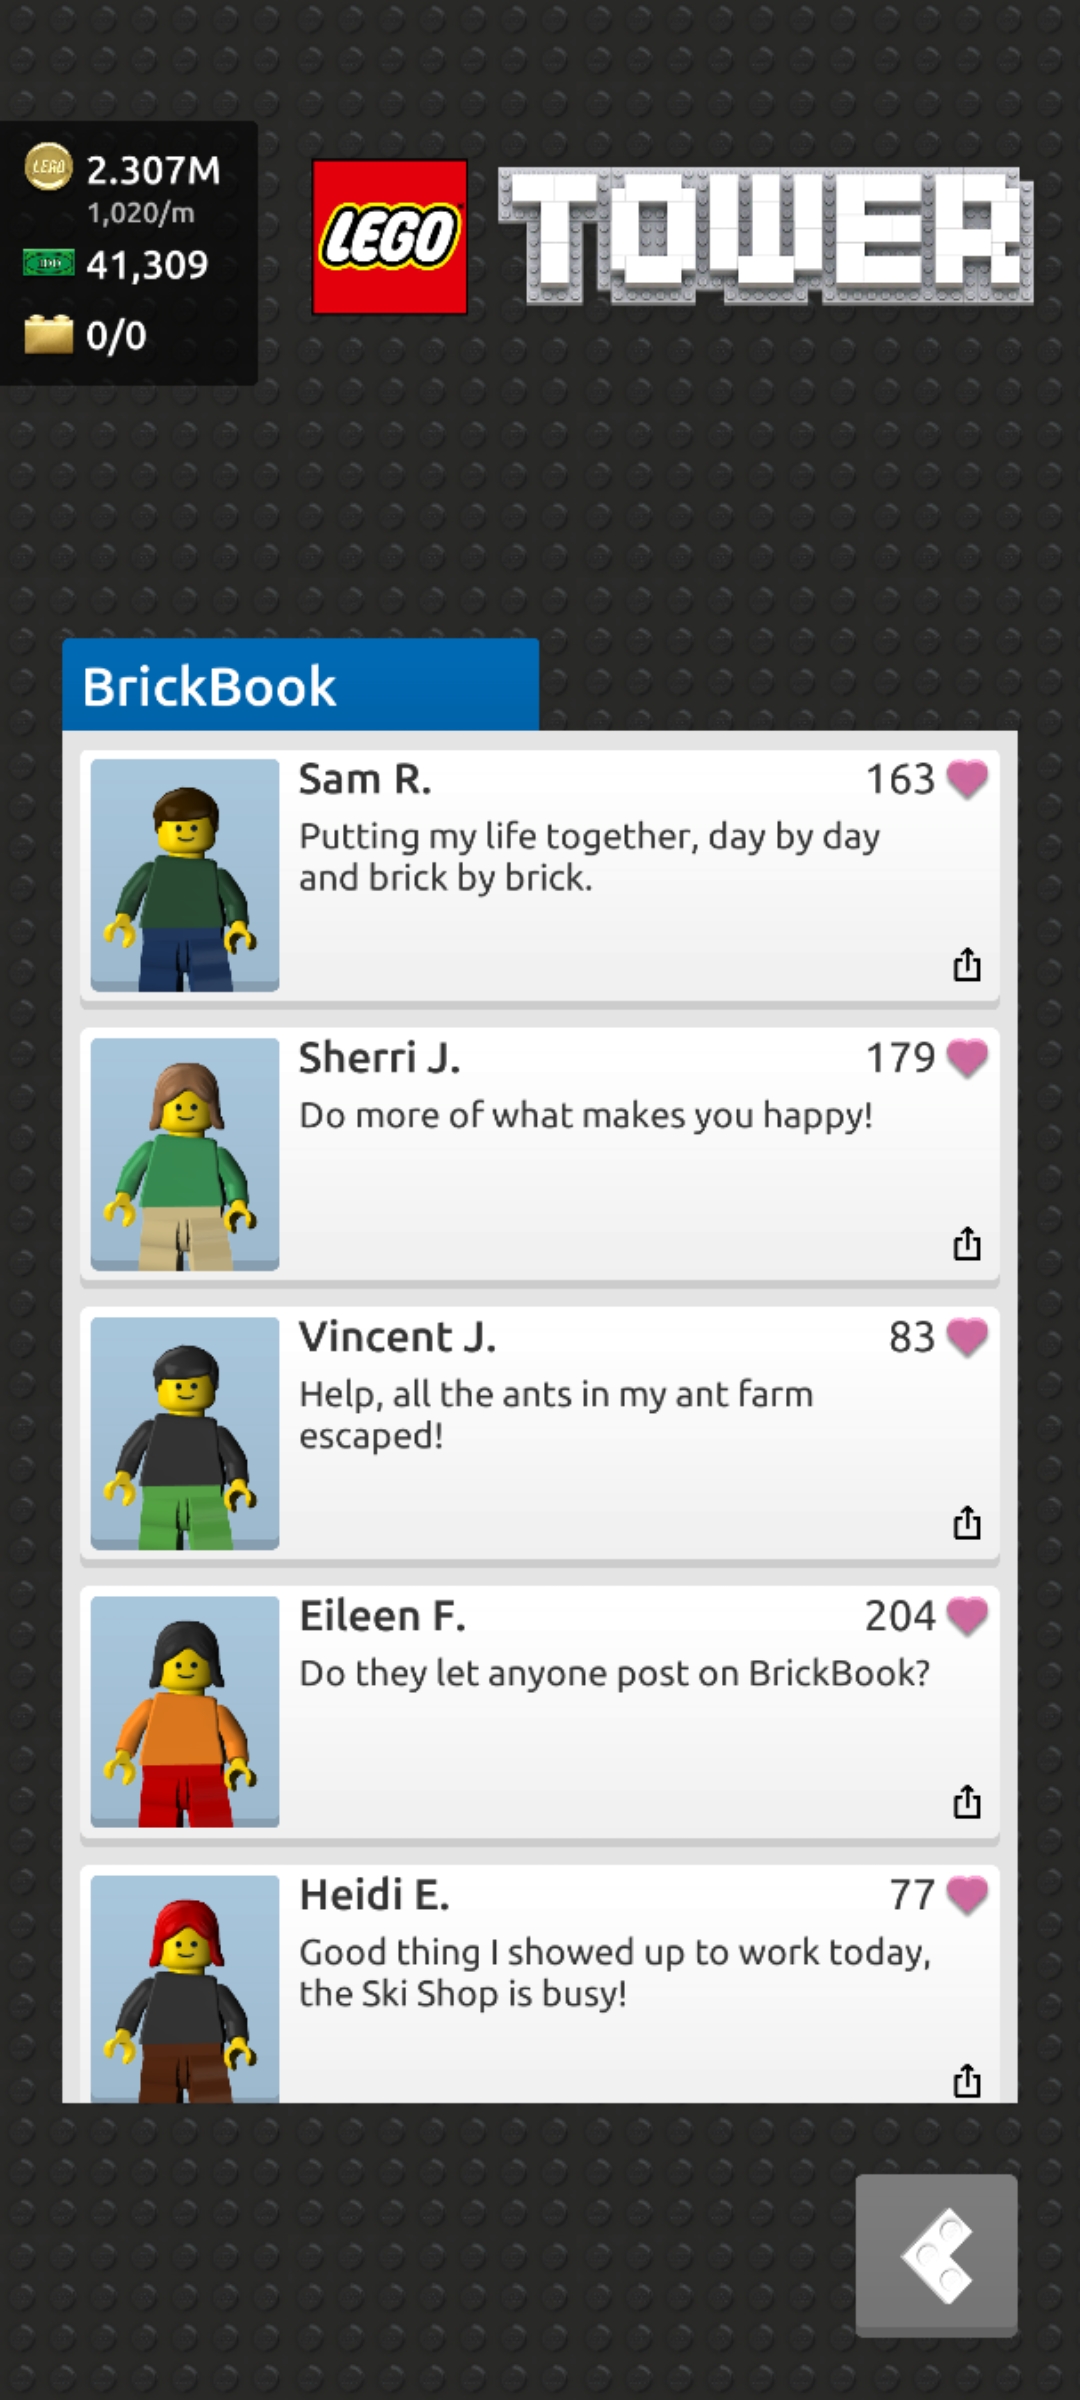 LEGO
2.307M
1,020/m
41,309
0/0
LEGO
TOWER
BrickBook
Sam R.
163
Putting my life together, day by day
and brick by brick.
Sherri J.
179
Do more of what makes you happy!
Vincent J.
83
Help, all the ants in my ant farm
escaped!
Eileen F.
204
Do they let anyone post on BrickBook?
Heidi E.
77
Good thing I showed up to work today,
the Ski Shop is busy!